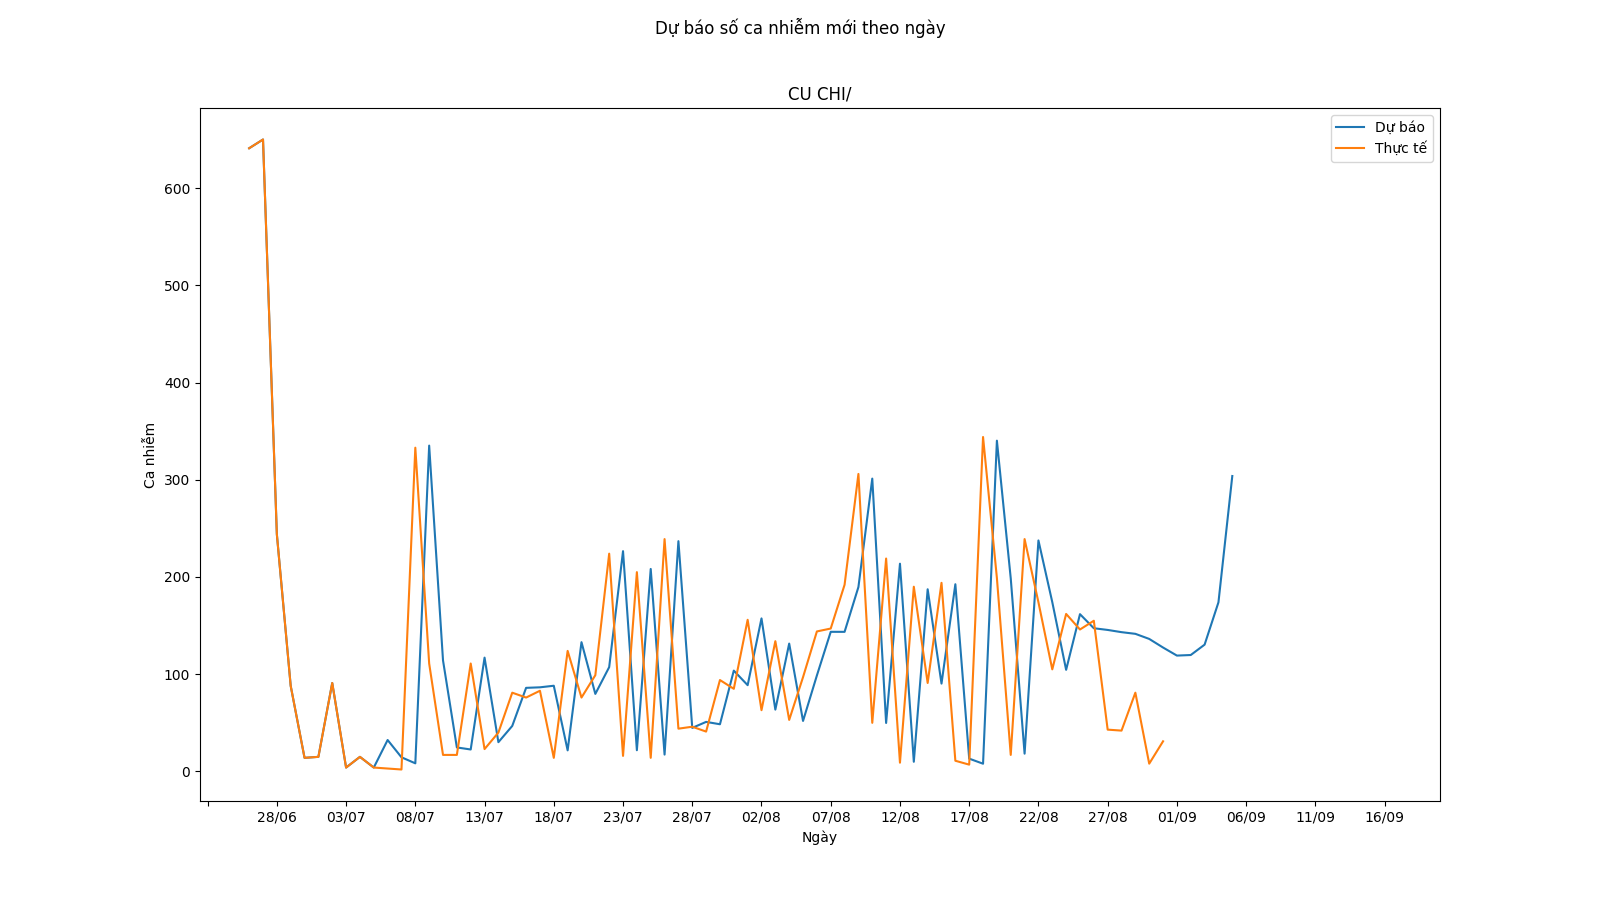 Dự báo số ca nhiễm mới theo ngày
CU CHI/
Dự báo
Thực tế
600
500
400
300
200
100
0
Ca nhiễm
28/06 03/07 08/07 13/07 18/07 23/07 28/07 02/08 07/08 12/08 17/08 22/08 27/08 01/09 06/09 11/09 16/09
Ngày